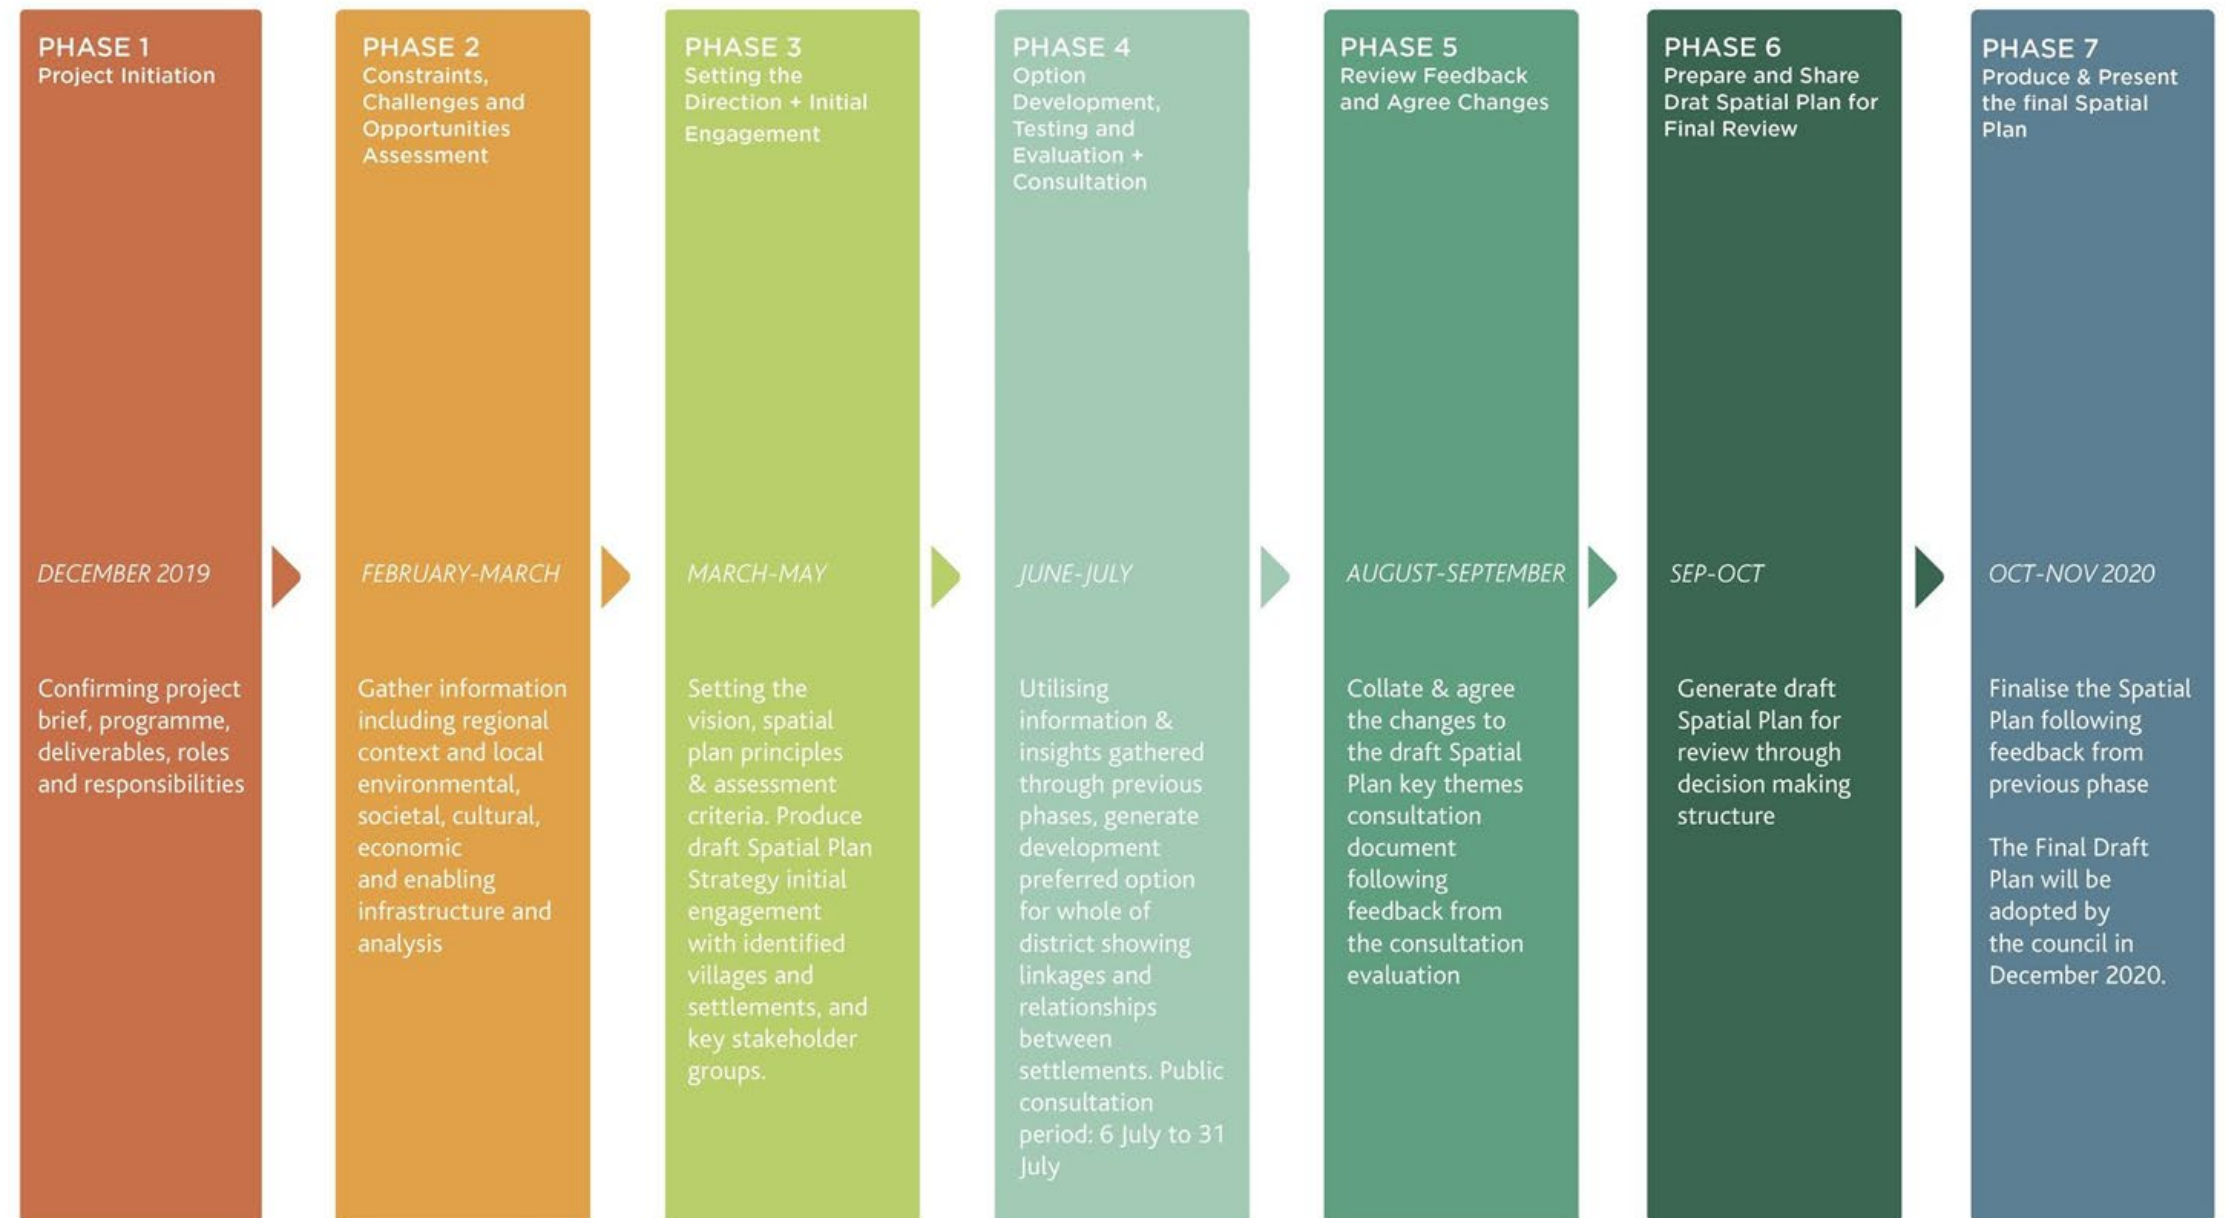 PHASE 1
Project Initiation
DECEMBER 2019
Confirming project
brief, programme,
deliverables, roles
and responsibilities
PHASE 2
Constraints,
Challenges and
Opportunities
Assessment
FEBRUARY-MARCH
Gather information
including regional
context and local
environmental,
societal, cultural,
economic
and enabling
infrastructure and
analysis
PHASE 3
Setting the
Direction + Initial
Engagement
MARCH-MAY
Setting the
vision, spatial
plan principles
& assessment
criteria. Produce
draft Spatial Plan
Strategy initial
engagement
with identified
villages and
settlements, and
key stakeholder
groups.
PHASE 4
Option
Development,
Testing and
Evaluation +
Consultation
JUNE-JULY
Utilising
information &
insights gathered
through previous
phases, generate
development
preferred option
for whole of
district showing
linkages and
relationships
between
settlements. Public
consultation
period: 6 July to 31
July
PHASE 5
Review Feedback
and Agree Changes
AUGUST-SEPTEMBER
Collate & agree
the changes to
the draft Spatial
Plan key themes
consultation
document
following
feedback from
the consultation
evaluation
PHASE 6
Prepare and Share
Drat Spatial Plan for
Final Review
SEP-OCT
Generate draft
Spatial Plan for
review through
decision making
structure
PHASE 7
Produce & Present
the final Spatial
Plan
OCT-NOV 2020
Finalise the Spatial
Plan following
feedback from
previous phase
The Final Draft
Plan will be
adopted by
the council in
December 2020.